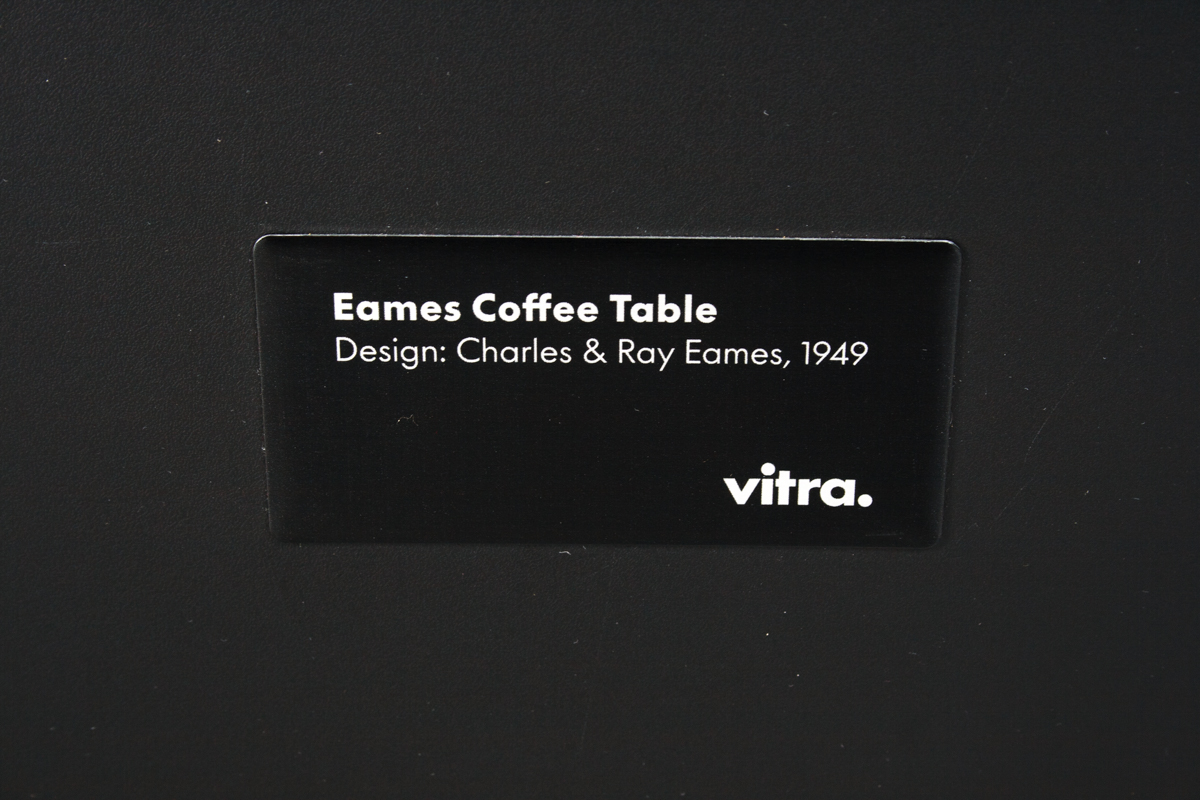 Eames Coffee Table
Design: Charles & Ray Eames, 1949
vitra.